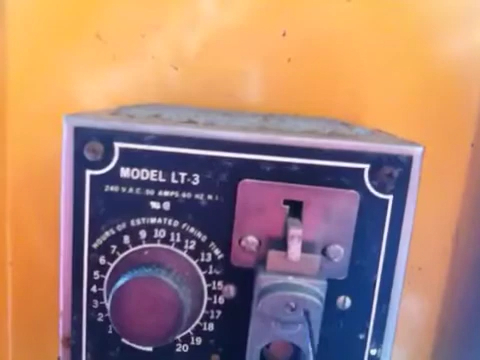 MODEL LT-3
240 V.A.C. 50 AMPS 60 HZ N.I.
HOURS OF ESTIMATED FIRING TIME
1 2 3 4 5 6 7 8 9 10 11 12 13 14 15 16 17 18 19 20